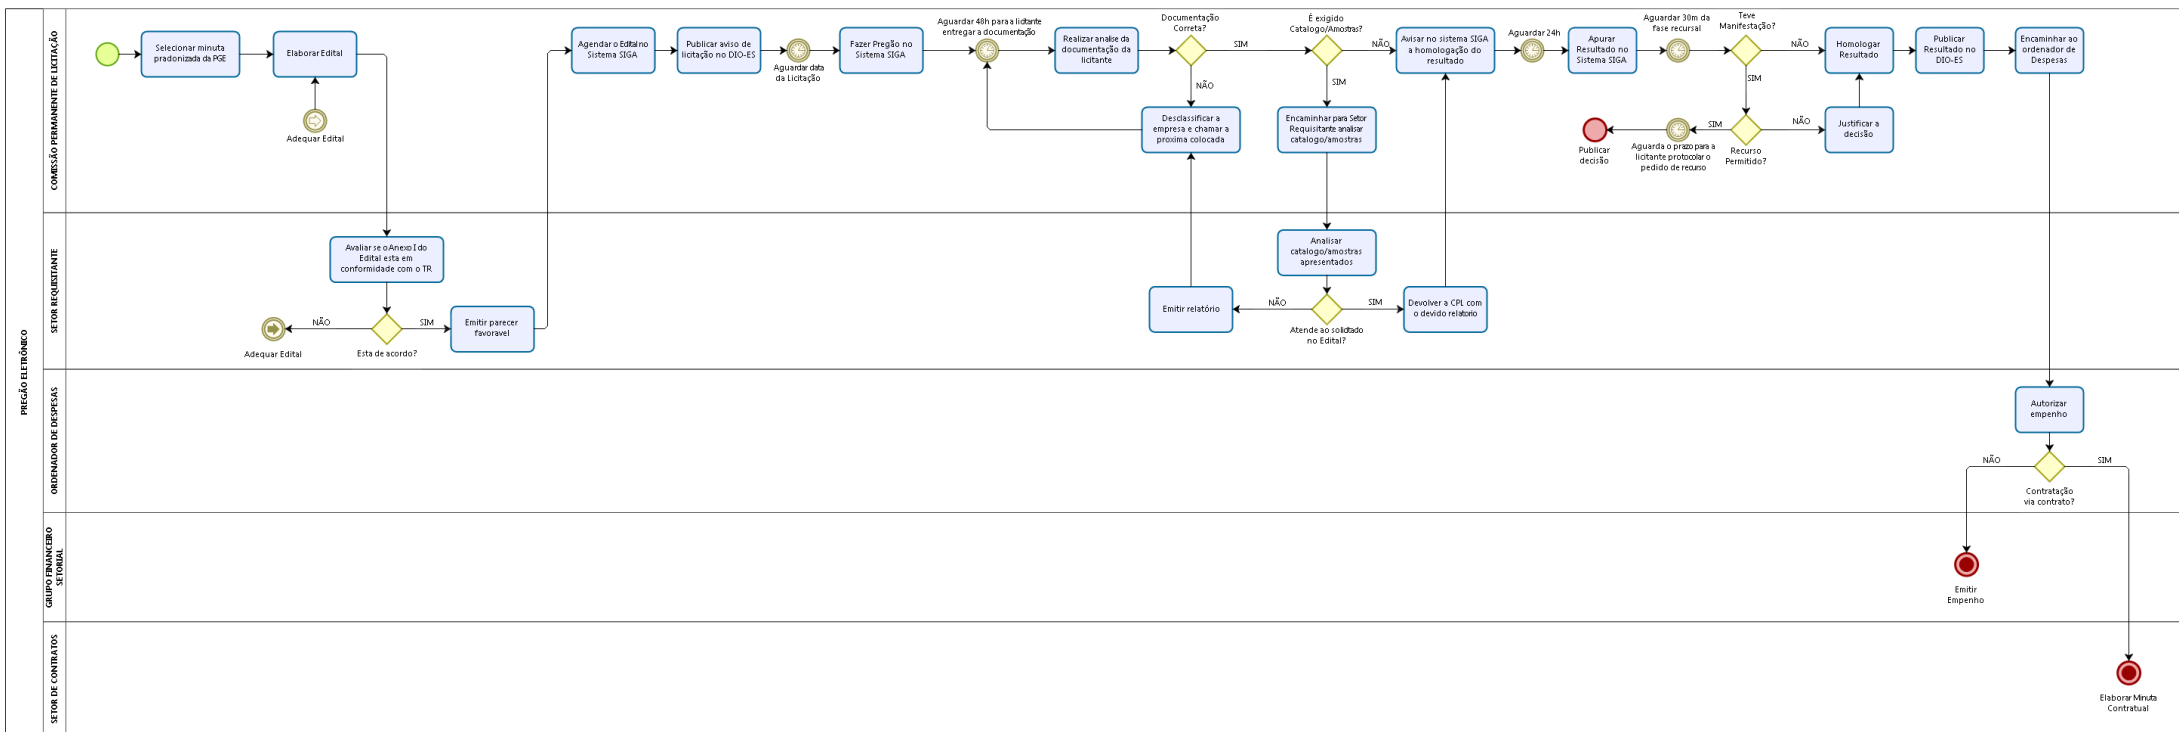 PREGÃO ELETRÔNICO
COMISSÃO PERMANENTE DE LICITAÇÃO
Selecionar minuta
pradonizada da PGE
Elaborar Edital
Adequar Edital
Agendar o Edital no
Sistema SIGA
Publicar aviso de
licitação no DIO-ES
Aguardar data
da Licitação
Fazer Pregão no
Sistema SIGA
Aguardar 48h para a licitante
entregar a documentação
Realizar analise da
documentação da
licitante
Documentação
Correta?
SIM
NÃO
Desclassificar a
empresa e chamar a
proxima colocada
É exigido
Catalogo/Amostras?
NÃO
SIM
Encaminhar para Setor
Requisitante analisar
catalogo/amostras
Avisar no sistema SIGA
a homologação do
resultado
Aguardar 24h
Apurar
Resultado no
Sistema SIGA
Aguardar 30m da
fase recursal
Teve
Manifestação?
NÃO
SIM
Recurso
Permitido?
SIM
NÃO
Aguarda o prazo para a
licitante protocolar o
pedido de recurso
Publicar
decisão
Justificar a
decisão
Homologar
Resultado
Publicar
Resultado no
DIO-ES
Encaminhar ao
ordenador de
Despesas
SETOR REQUISITANTE
Avaliar se o Anexo I do
Edital esta em
conformidade com o TR
Esta de acordo?
NÃO
SIM
Adequar Edital
Emitir parecer
favoravel
Analisar
catalogo/amostras
apresentados
Atende ao solicitado
no Edital?
NÃO
SIM
Emitir relatório
Devolver a CPL com
o devido relatorio
ORDENADOR DE DESPESAS
Autorizar
empenho
Contratação
via contrato?
NÃO
SIM
GRUPO FINANCEIRO
SETORIAL
Emitir
Empenho
SETOR DE CONTRATOS
Elaborar Minuta
Contratual